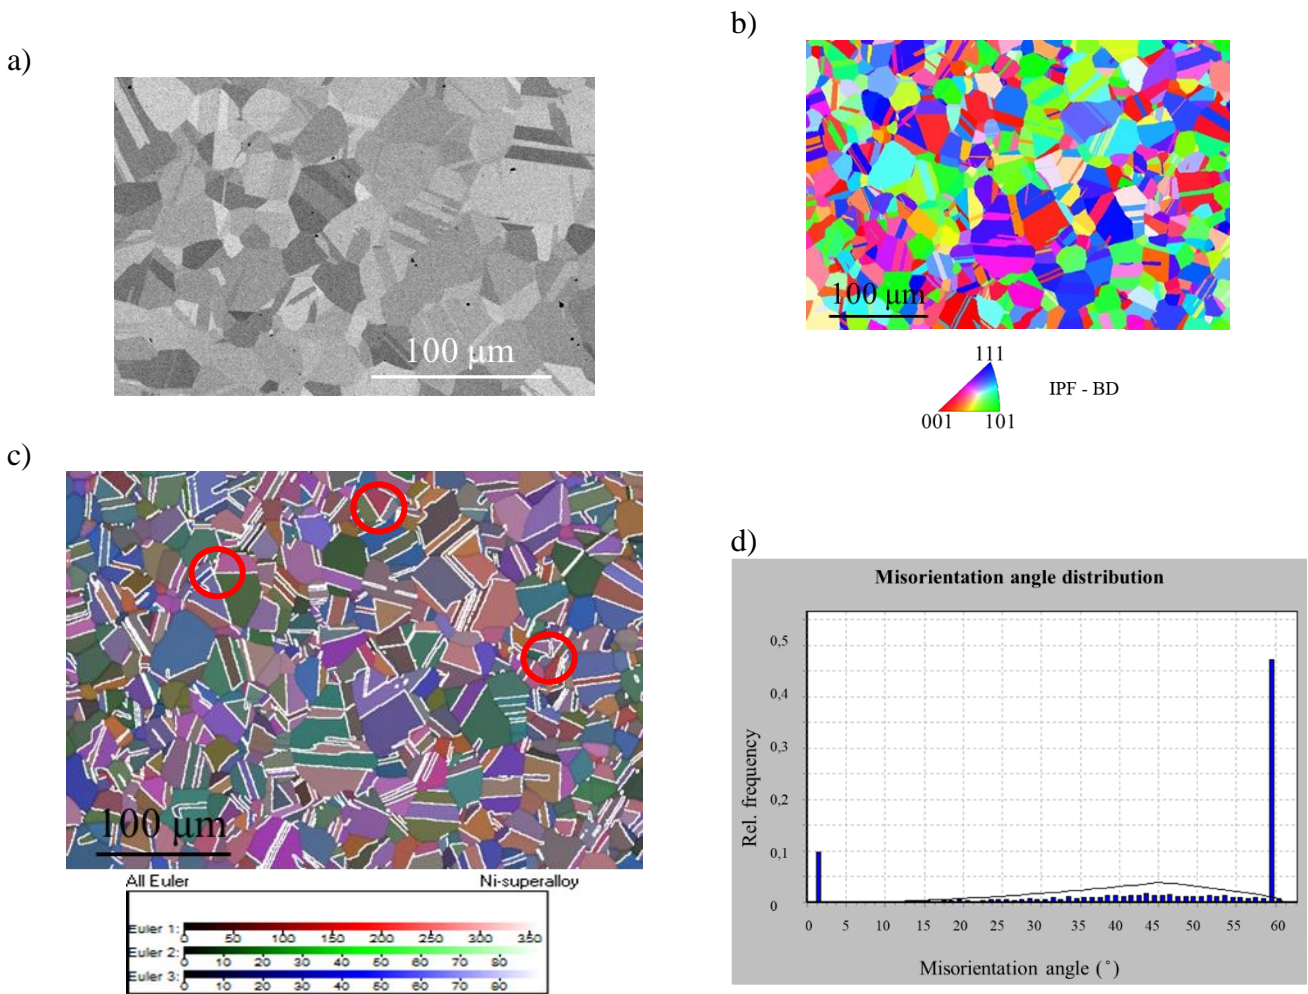 a)
100 μm
b)
100 μm
111
001 101
IPF - BD
c)
100 μm
All Euler Ni-superalloy
Euler 1: 0 50 100 150 200 250 300 350
Euler 2: 0 10 20 30 40 50 60 70 80
Euler 3: 0 10 20 30 40 50 60 70 80
d)
Misorientation angle distribution
Rel. frequency
0,5
0,4
0,3
0,2
0,1
0
0 5 10 15 20 25 30 35 40 45 50 55 60
Misorientation angle (˚)